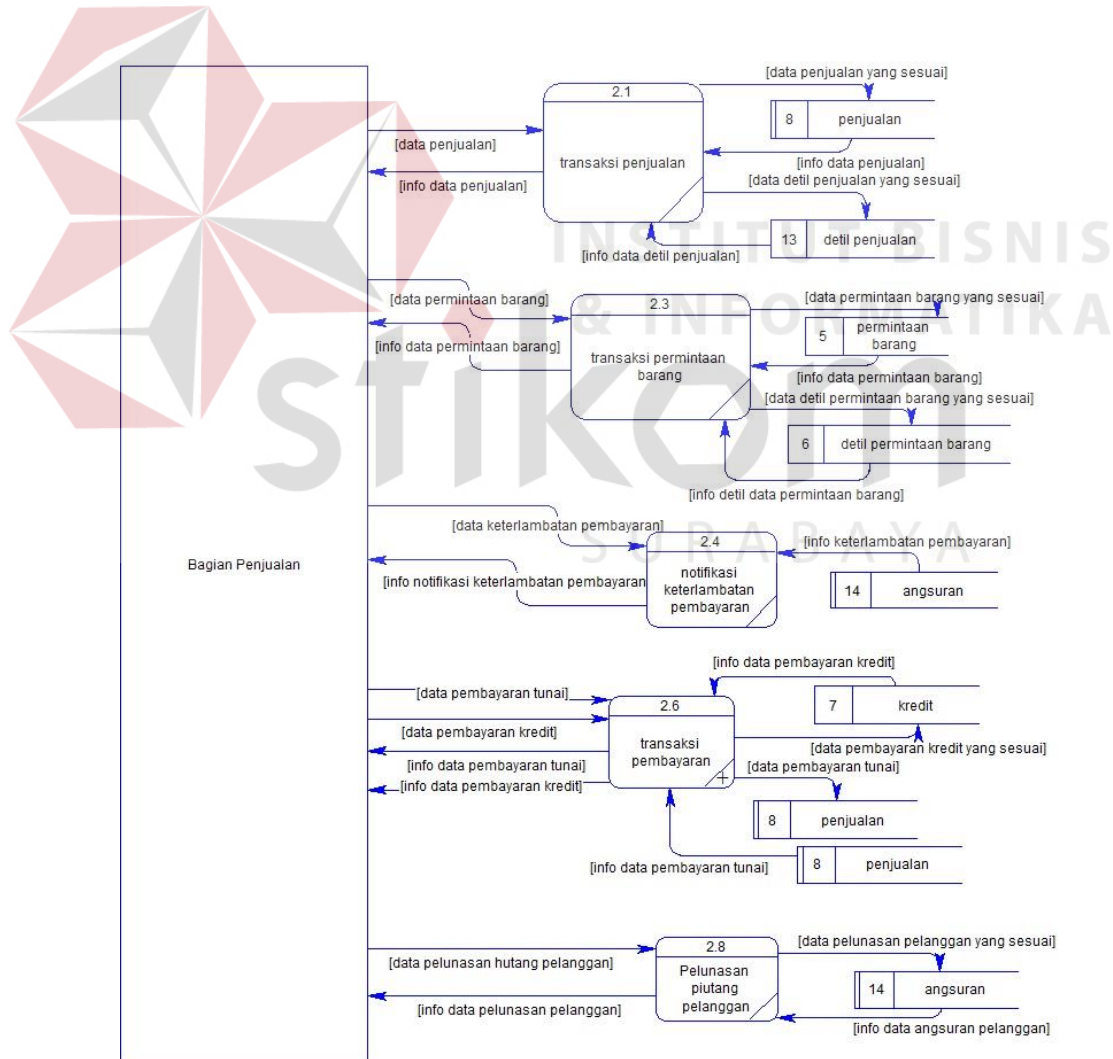 [data penjualan yang sesuai]
2.1
8
penjualan
[data penjualan]
transaksi penjualan
[info penjualan]
[info data penjualan]
[data detil penjualan yang sesuai]
13
detil penjualan
[info data detil penjualan]
INSTITUT BISNIS
& INFORMATIKA
stikom
SURABAYA
[data permintaan barang]
2.3
[data permintaan barang yang sesuai]
5
permintaan
barang
[info data permintaan barang]
transaksi permintaan
barang
[info data permintaan barang]
[data detil permintaan barang yang sesuai]
6
detil permintaan barang
[info detil data permintaan barang]
[data keterlambatan pembayaran]
2.4
[info keterlambatan pembayaran]
Bagian Penjualan
[info notifikasi keterlambatan pembayaran
notifikasi
keterlambatan
pembayaran
14
angsuran
[info data pembayaran kredit]
[data pembayaran tunai]
2.6
7
kredit
[data pembayaran kredit]
transaksi
pembayaran
[data pembayaran kredit yang sesuai]
[info data pembayaran tunai]
[data pembayaran tunai]
[info data pembayaran kredit]
8
penjualan
[info data pembayaran tunai]
8
penjualan
2.8
[data pelunasan pelanggan yang sesuai]
[data pelunasan hutang pelanggan]
Pelunasan
piutang
pelanggan
14
angsuran
[info data pelunasan pelanggan]
[info data angsuran pelanggan]